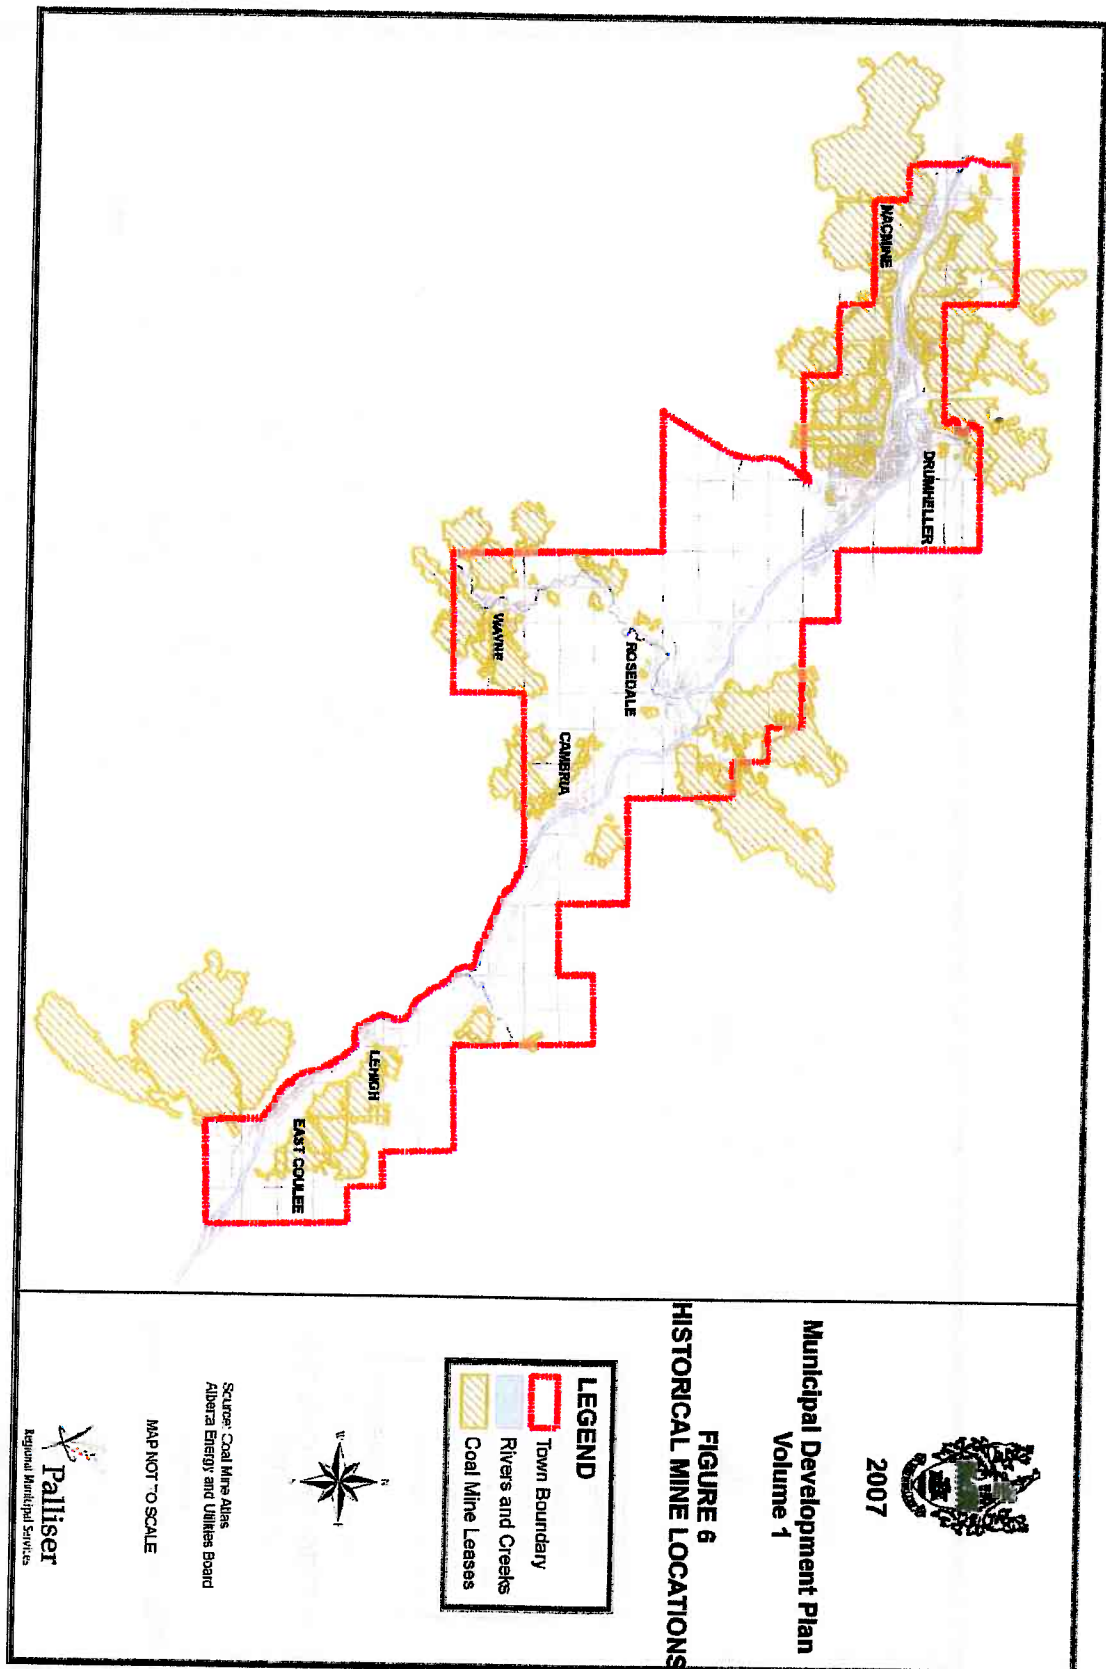 NACMINE
DRUMHELLER
ROSEDALE
WAYNE
CAMBRIA
LEHIGH
EAST COULEE
2007
Municipal Development Plan
Volume 1
FIGURE 6
HISTORICAL MINE LOCATIONS
LEGEND
Town Boundary
Rivers and Creeks
Coal Mine Leases
N
W
E
Source: Coal Mine Atlas
Alberta Energy and Utilities Board
MAP NOT TO SCALE
Palliser
Regional Municipal Services